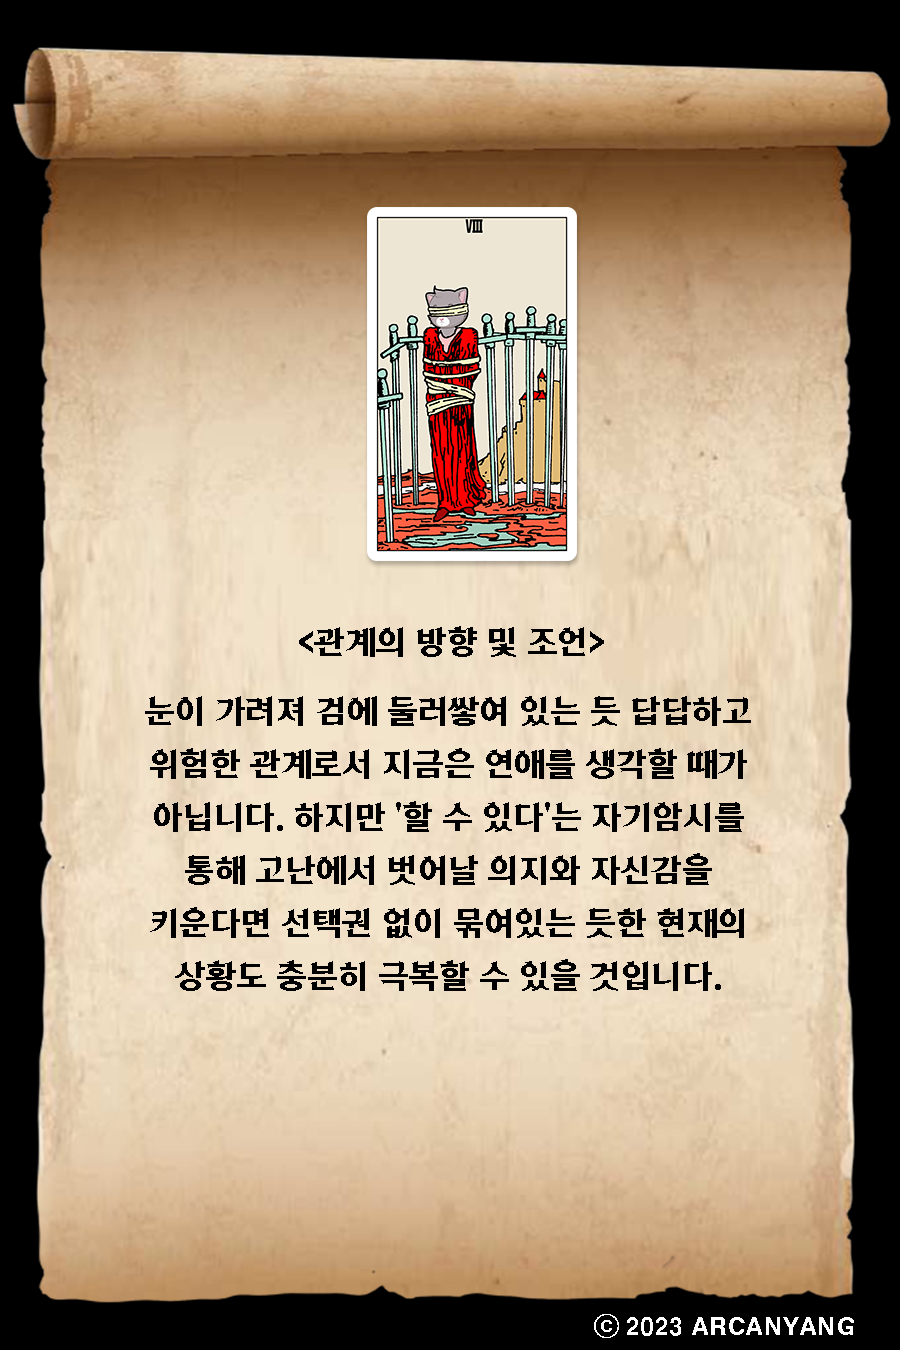 VIII
<관계의 방향 및 조언>
눈이 가려져 검에 둘러쌓여 있는 듯 답답하고
위험한 관계로서 지금은 연애를 생각할 때가
아닙니다. 하지만 '할 수 있다'는 자기암시를
통해 고난에서 벗어날 의지와 자신감을
키운다면 선택권 없이 묶여있는 듯한 현재의
상황도 충분히 극복할 수 있을 것입니다.
© 2023 ARCANYANG